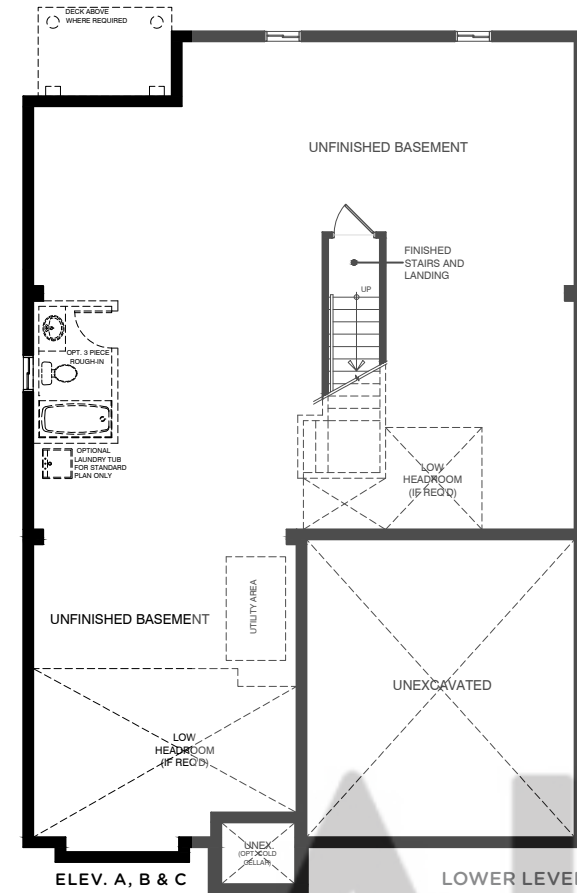 DECK ABOVE
WHERE REQUIRED
UNFINISHED BASEMENT
FINISHED
STAIRS AND
LANDING
UP
OPT. 3 PIECE
ROUGH-IN
OPTIONAL
LAUNDRY TUB
FOR STANDARD
PLAN ONLY
LOW
HEADROOM
(IF REQ'D)
UTILITY AREA
UNFINISHED BASEMENT
UNEXCAVATED
LOW
HEADROOM
(IF REQ'D)
UNEX.
(OPT. COLD
CELLAR)
ELEV. A, B & C
LOWER LEVEL